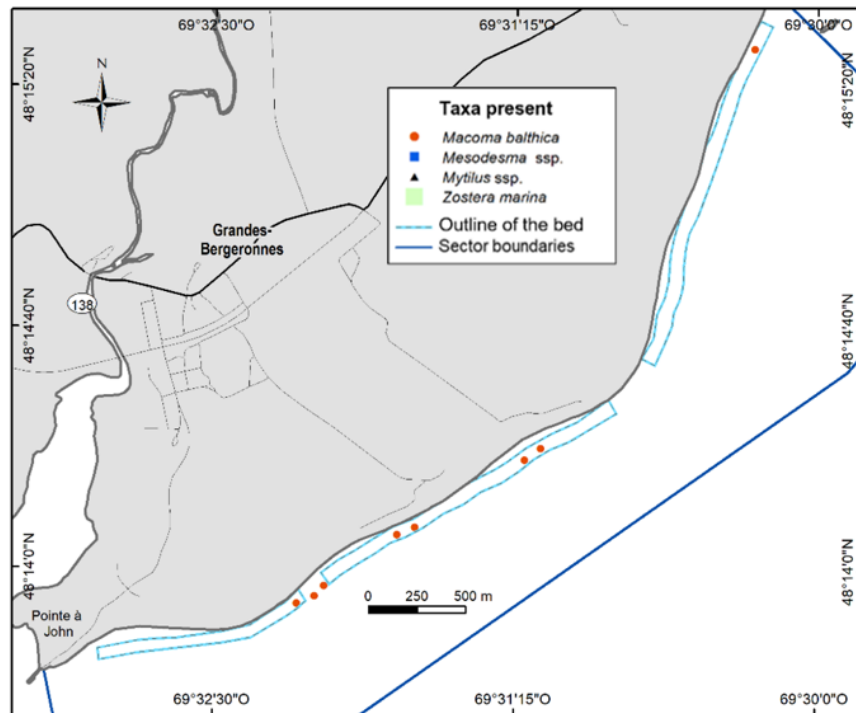 69°32'30"O 69°31'15"O 69°30'0"O
48°15'20"N
48°15'20"N
N
Taxa present
Macoma balthica
Mesodesma ssp.
Mytilus ssp.
Zostera marina
Outline of the bed
Sector boundaries
Grandes-
Bergeronnes
138
48°14'40"N
48°14'40"N
48°14'0"N
48°14'0"N
0 250 500 m
Pointe à
John
69°32'30"O 69°31'15"O 69°30'0"O